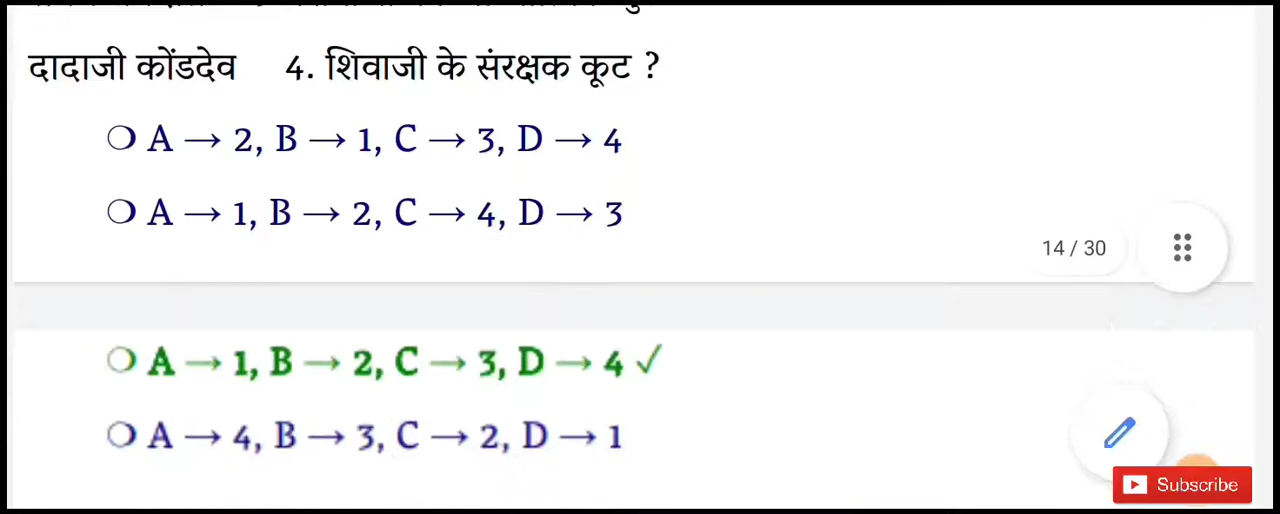 दादाजी कोंडदेव 4. शिवाजी के संरक्षक कूट ?
A → 2, B → 1, C → 3, D → 4
A → 1, B → 2, C → 4, D → 3
14 / 30
A → 1, B → 2, C → 3, D → 4 ✓
A → 4, B → 3, C → 2, D → 1
Subscribe